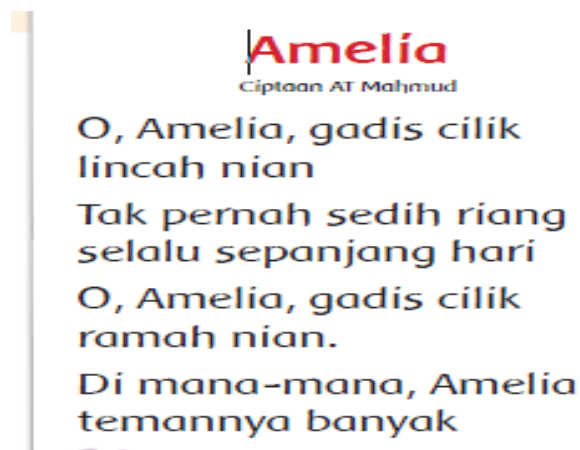 Amelia
Ciptaan AT Mahmud
O, Amelia, gadis cilik
lincah nian
Tak pernah sedih riang
selalu sepanjang hari
O, Amelia, gadis cilik
ramah nian.
Di mana-mana, Amelia
temannya banyak